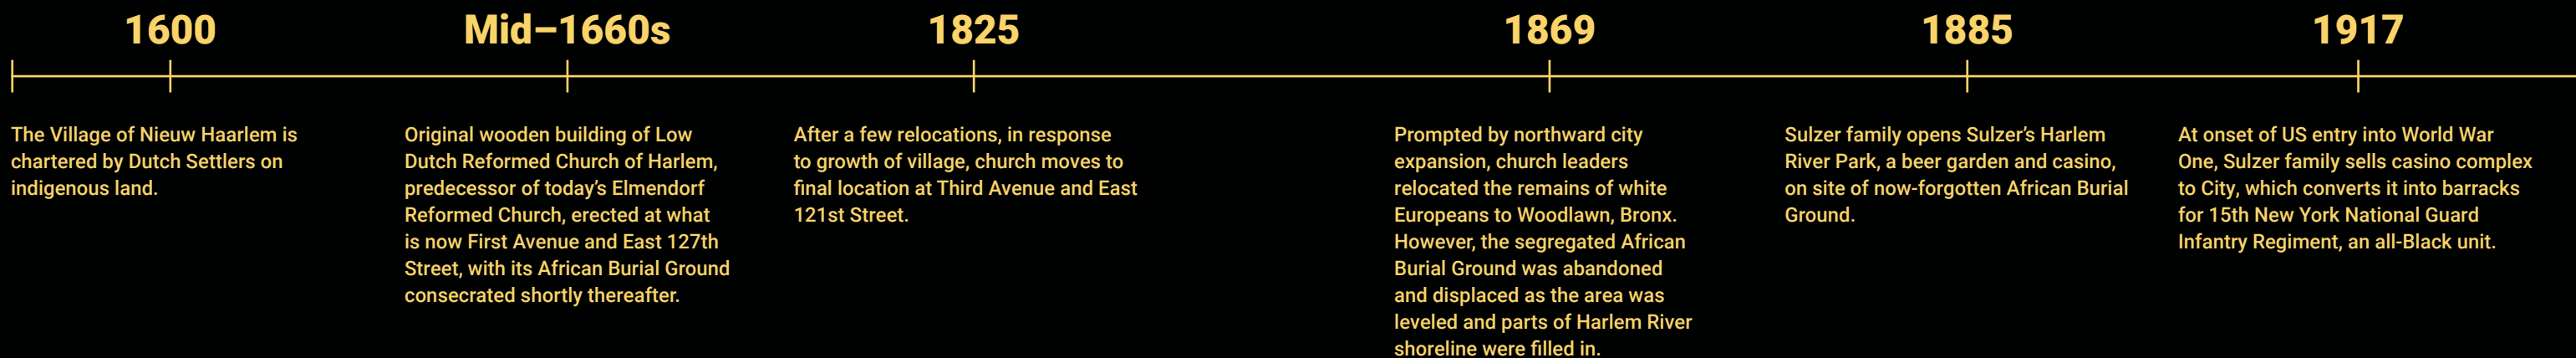 1600
The Village of Nieuw Haarlem is
chartered by Dutch Settlers on
indigenous land.
Mid–1660s
Original wooden building of Low
Dutch Reformed Church of Harlem,
predecessor of today’s Elmendorf
Reformed Church, erected at what
is now First Avenue and East 127th
Street, with its African Burial Ground
consecrated shortly thereafter.
1825
After a few relocations, in response
to growth of village, church moves to
final location at Third Avenue and East
121st Street.
1869
Prompted by northward city
expansion, church leaders
relocated the remains of white
Europeans to Woodlawn, Bronx.
However, the segregated African
Burial Ground was abandoned
and displaced as the area was
leveled and parts of Harlem River
shoreline were filled in.
1885
Sulzer family opens Sulzer’s Harlem
River Park, a beer garden and casino,
on site of now-forgotten African Burial
Ground.
1917
At onset of US entry into World War
One, Sulzer family sells casino complex
to City, which converts it into barracks
for 15th New York National Guard
Infantry Regiment, an all-Black unit.